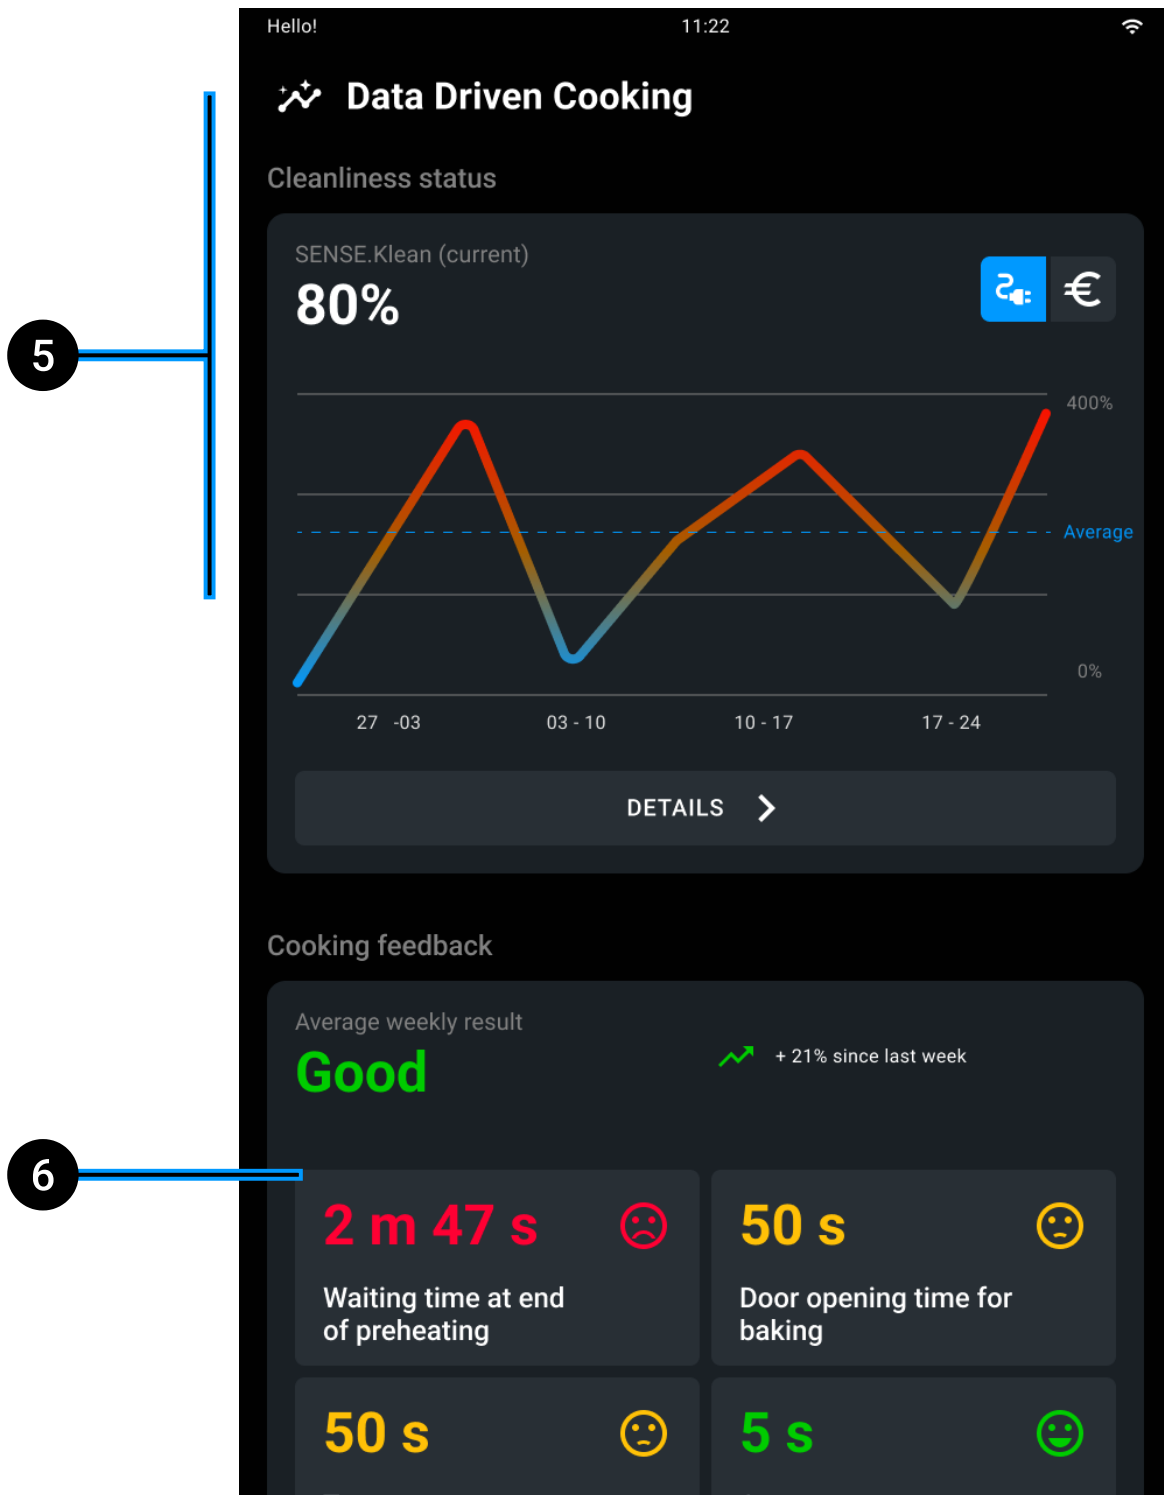 Hello!
11:22
Data Driven Cooking
Cleanliness status
SENSE.Klean (current)
80%
€
5
400%
Average
0%
27 -03
03 - 10
10 - 17
17 - 24
DETAILS
Cooking feedback
Average weekly result
Good
+ 21% since last week
6
2 m 47 s
50 s
Waiting time at end
of preheating
Door opening time for
baking
50 s
5 s